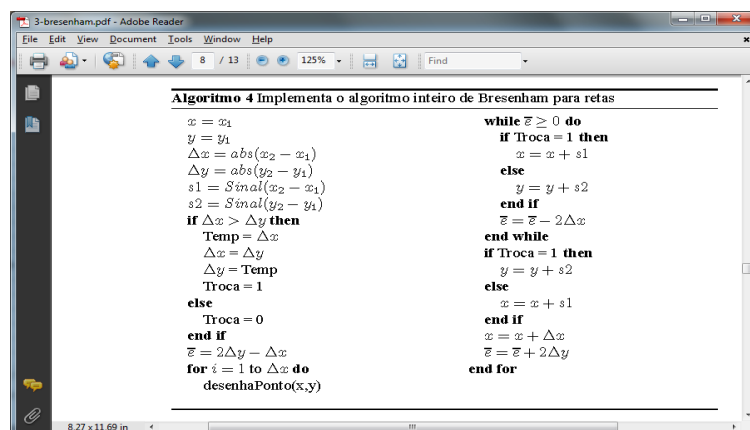 3-bresenham.pdf - Adobe Reader
File Edit View Document Tools Window Help
8 / 13 125% Find
Algoritmo 4 Implementa o algoritmo inteiro de Bresenham para retas
x = x₁
y = y₁
Δx = abs(x₂ − x₁)
Δy = abs(y₂ − y₁)
s1 = Sinal(x₂ − x₁)
s2 = Sinal(y₂ − y₁)
if Δx > Δy then
Temp = Δx
Δx = Δy
Δy = Temp
Troca = 1
else
Troca = 0
end if
e̅ = 2Δy − Δx
for i = 1 to Δx do
desenhaPonto(x,y)
while e̅ ≥ 0 do
if Troca = 1 then
x = x + s1
else
y = y + s2
end if
e̅ = e̅ − 2Δx
end while
if Troca = 1 then
y = y + s2
else
x = x + s1
end if
x = x + Δx
e̅ = e̅ + 2Δy
end for
8,27 x 11,69 in